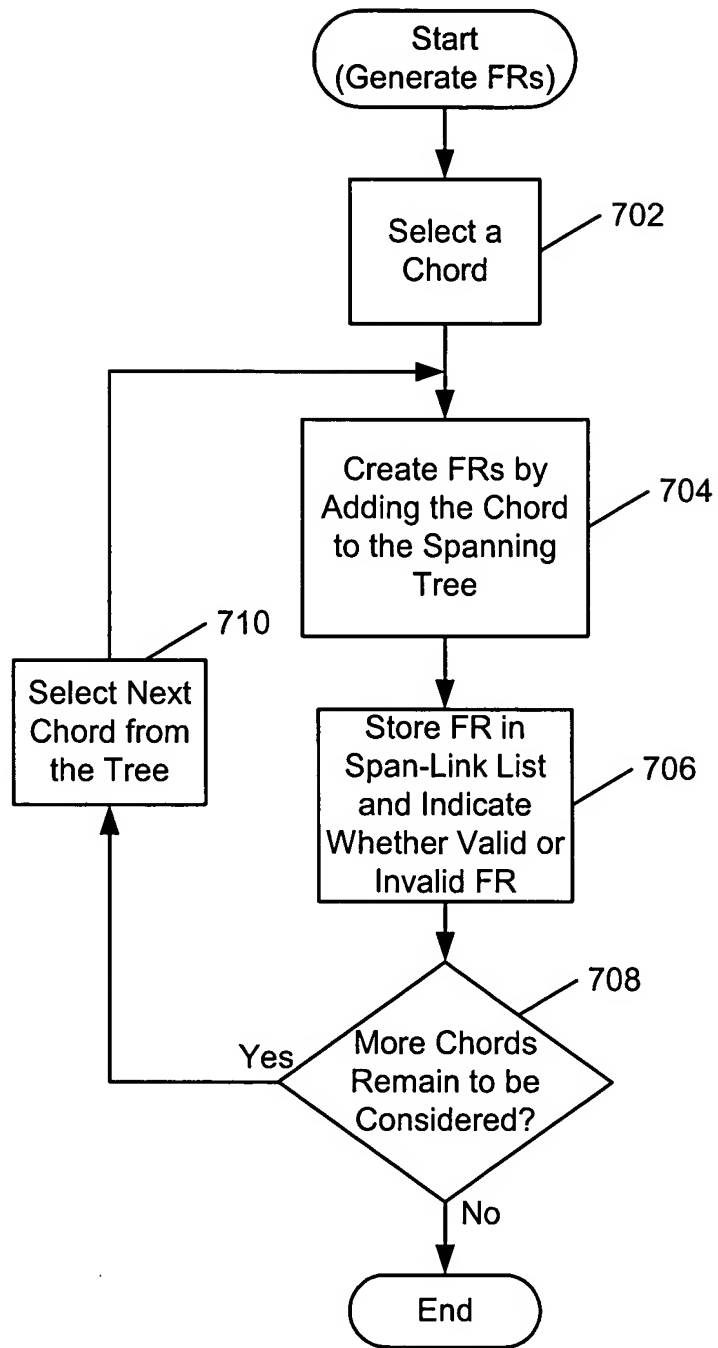 Start
(Generate FRs)
702
Select a
Chord
Create FRs by
Adding the Chord
to the Spanning
Tree
704
710
Select Next
Chord from
the Tree
Store FR in
Span-Link List
and Indicate
Whether Valid or
Invalid FR
706
708
Yes
More Chords
Remain to be
Considered?
No
End